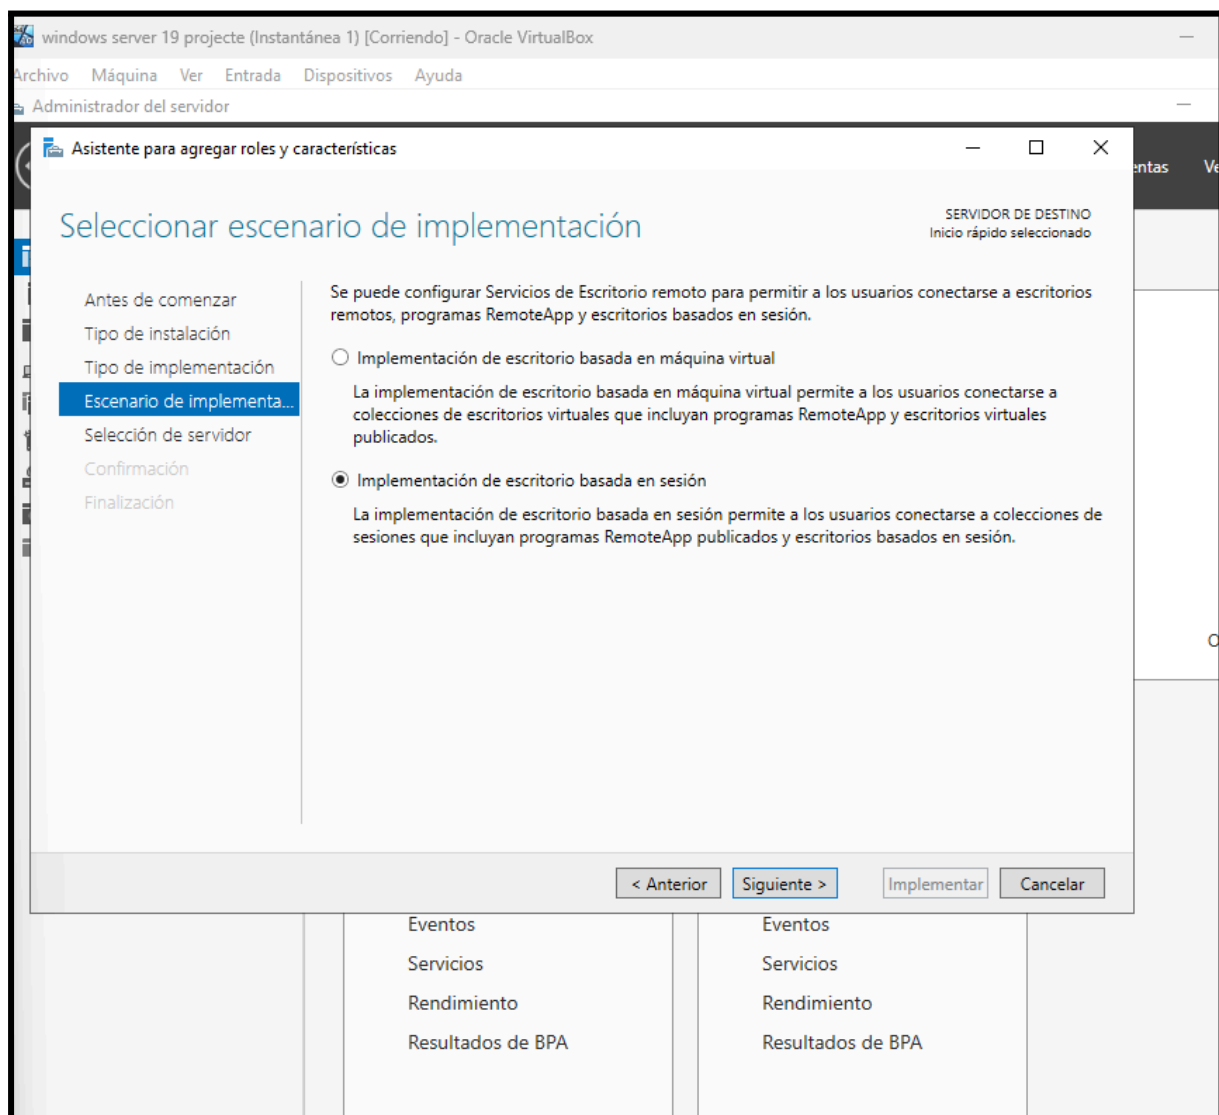 windows server 19 projecte (Instantánea 1) [Corriendo] - Oracle VirtualBox
Archivo Máquina Ver Entrada Dispositivos Ayuda
Administrador del servidor
Asistente para agregar roles y características
Seleccionar escenario de implementación
SERVIDOR DE DESTINO
Inicio rápido seleccionado
Antes de comenzar
Tipo de instalación
Tipo de implementación
Escenario de implementa...
Selección de servidor
Confirmación
Finalización
Se puede configurar Servicios de Escritorio remoto para permitir a los usuarios conectarse a escritorios
remotos, programas RemoteApp y escritorios basados en sesión.
Implementación de escritorio basada en máquina virtual
La implementación de escritorio basada en máquina virtual permite a los usuarios conectarse a
colecciones de escritorios virtuales que incluyan programas RemoteApp y escritorios virtuales
publicados.
Implementación de escritorio basada en sesión
La implementación de escritorio basada en sesión permite a los usuarios conectarse a colecciones de
sesiones que incluyan programas RemoteApp publicados y escritorios basados en sesión.
< Anterior Siguiente > Implementar Cancelar
Eventos Eventos
Servicios Servicios
Rendimiento Rendimiento
Resultados de BPA Resultados de BPA